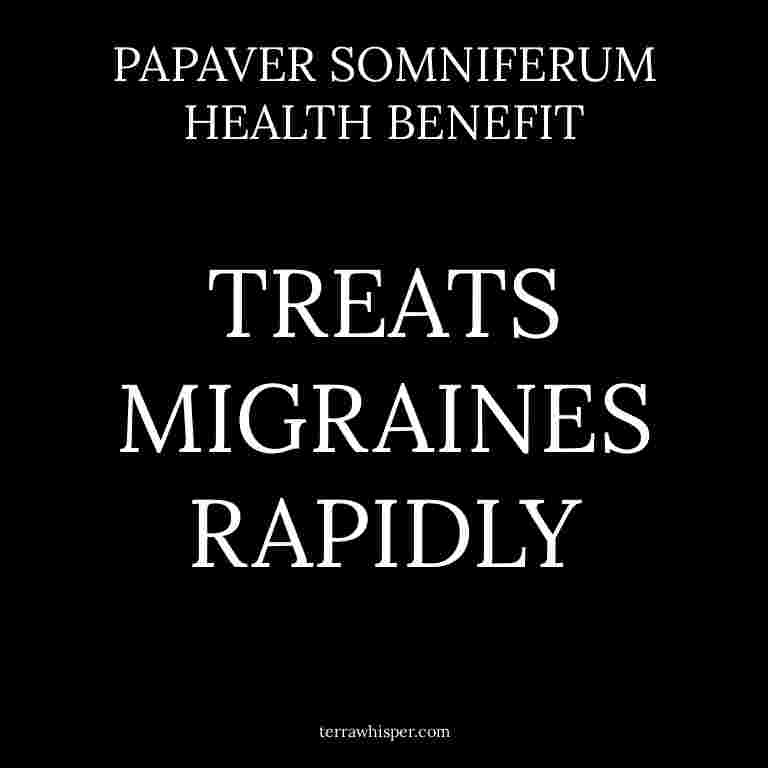 PAPAVER SOMNIFERUM
HEALTH BENEFIT
TREATS
MIGRAINES
RAPIDLY
terrawhisper.com